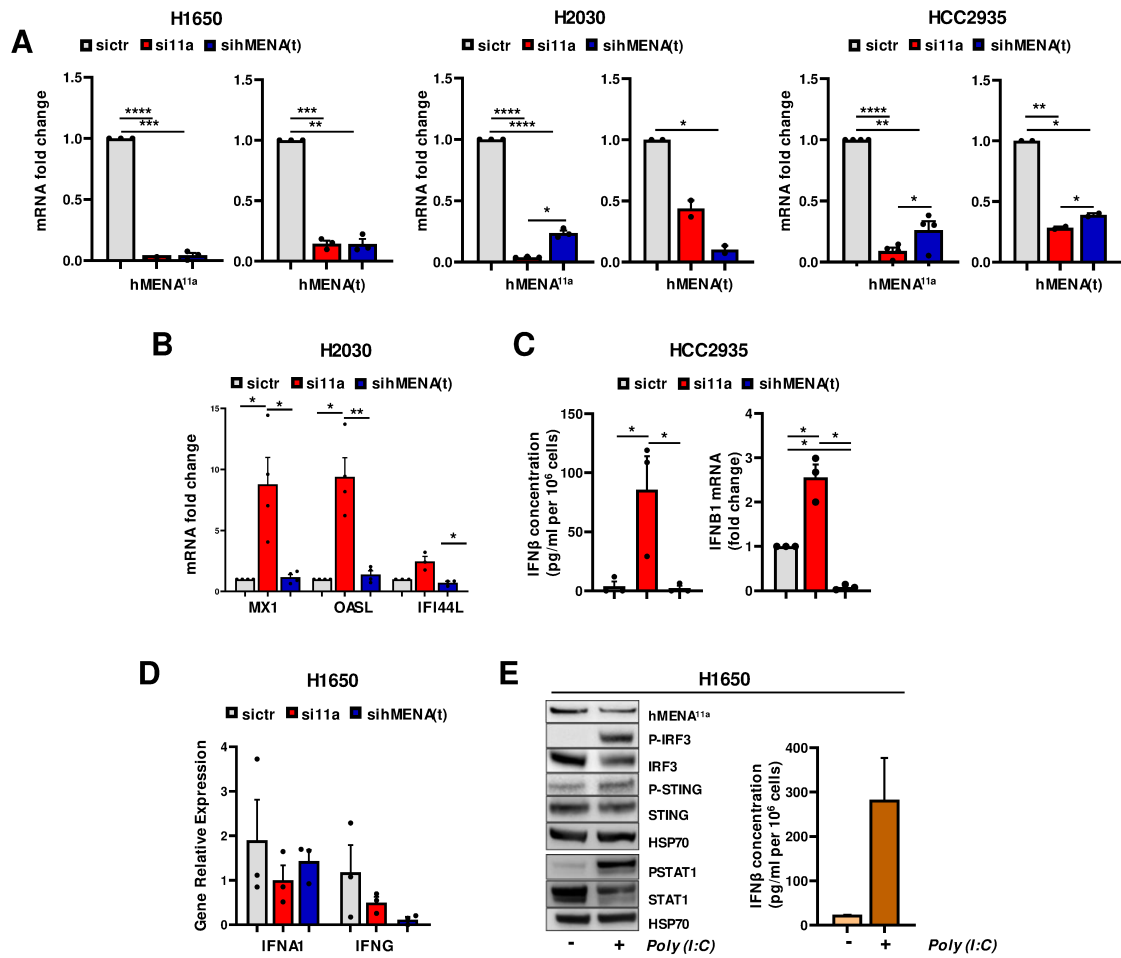 A
H1650
sictr si11a sihMENA(t)
mRNA fold change
1.5
1.0
0.5
0.0
**** ***
hMENA11a
1.5
1.0
0.5
0.0
*** **
hMENA(t)
H2030
sictr si11a sihMENA(t)
mRNA fold change
1.5
1.0
0.5
0.0
**** **** *
hMENA11a
1.5
1.0
0.5
0.0
*
hMENA(t)
HCC2935
sictr si11a sihMENA(t)
mRNA fold change
1.5
1.0
0.5
0.0
**** ** *
hMENA11a
1.5
1.0
0.5
0.0
** * *
hMENA(t)
B
H2030
sictr si11a sihMENA(t)
mRNA fold change
15
10
5
0
* * * ** *
MX1 OASL IFI44L
C
HCC2935
sictr si11a sihMENA(t)
IFNβ concentration
(pg/ml per 10⁶ cells)
150
100
50
0
* *
IFNB1 mRNA
(fold change)
4
3
2
1
0
* * *
D
H1650
sictr si11a sihMENA(t)
Gene Relative Expression
4
3
2
1
0
IFNA1 IFNG
E
H1650
hMENA11a
P-IRF3
IRF3
P-STING
STING
HSP70
PSTAT1
STAT1
HSP70
- + Poly (I:C)
IFNβ concentration
(pg/ml per 10⁶ cells)
400
300
200
100
0
- + Poly (I:C)